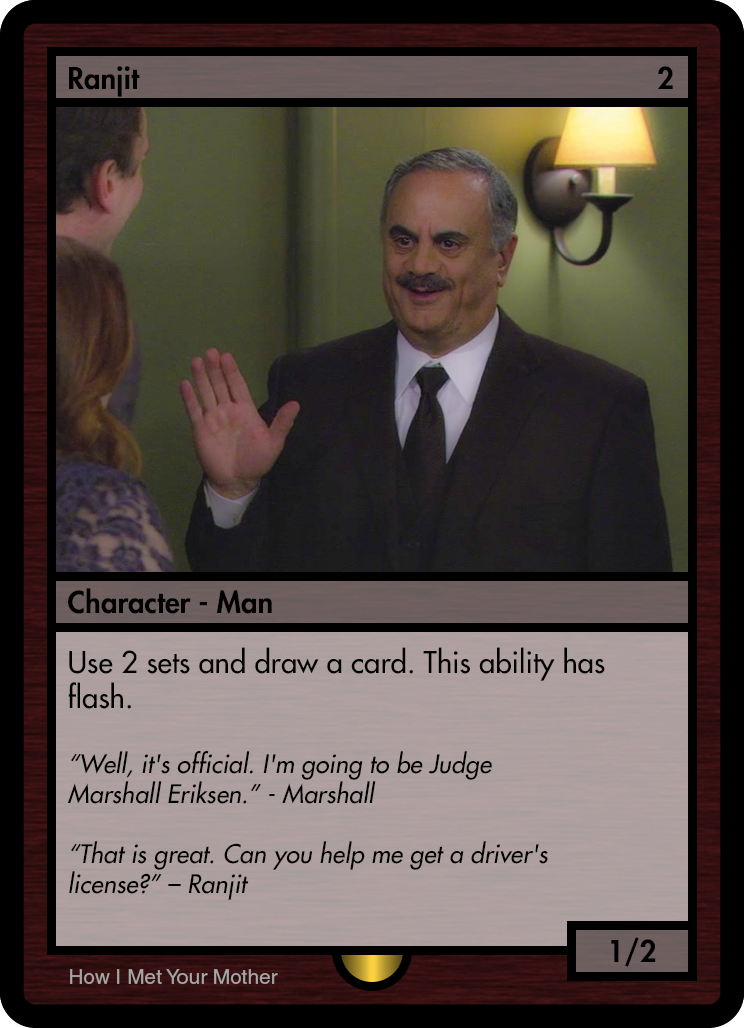 Ranjit 2
Character - Man
Use 2 sets and draw a card. This ability has
flash.
“Well, it's official. I'm going to be Judge
Marshall Eriksen.” - Marshall
“That is great. Can you help me get a driver's
license?” – Ranjit
1/2
How I Met Your Mother